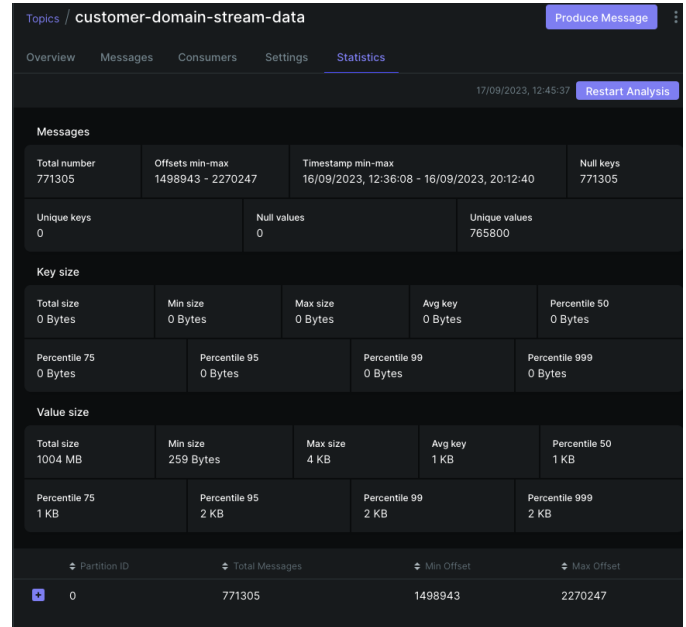 Topics / customer-domain-stream-data Produce Message
Overview Messages Consumers Settings Statistics
17/09/2023, 12:45:37 Restart Analysis
Messages
Total number Offsets min-max Timestamp min-max Null keys
771305 1498943 - 2270247 16/09/2023, 12:36:08 - 16/09/2023, 20:12:40 771305
Unique keys Null values Unique values
0 0 765800
Key size
Total size Min size Max size Avg key Percentile 50
0 Bytes 0 Bytes 0 Bytes 0 Bytes 0 Bytes
Percentile 75 Percentile 95 Percentile 99 Percentile 999
0 Bytes 0 Bytes 0 Bytes 0 Bytes
Value size
Total size Min size Max size Avg key Percentile 50
1004 MB 259 Bytes 4 KB 1 KB 1 KB
Percentile 75 Percentile 95 Percentile 99 Percentile 999
1 KB 2 KB 2 KB 2 KB
Partition ID Total Messages Min Offset Max Offset
0 771305 1498943 2270247